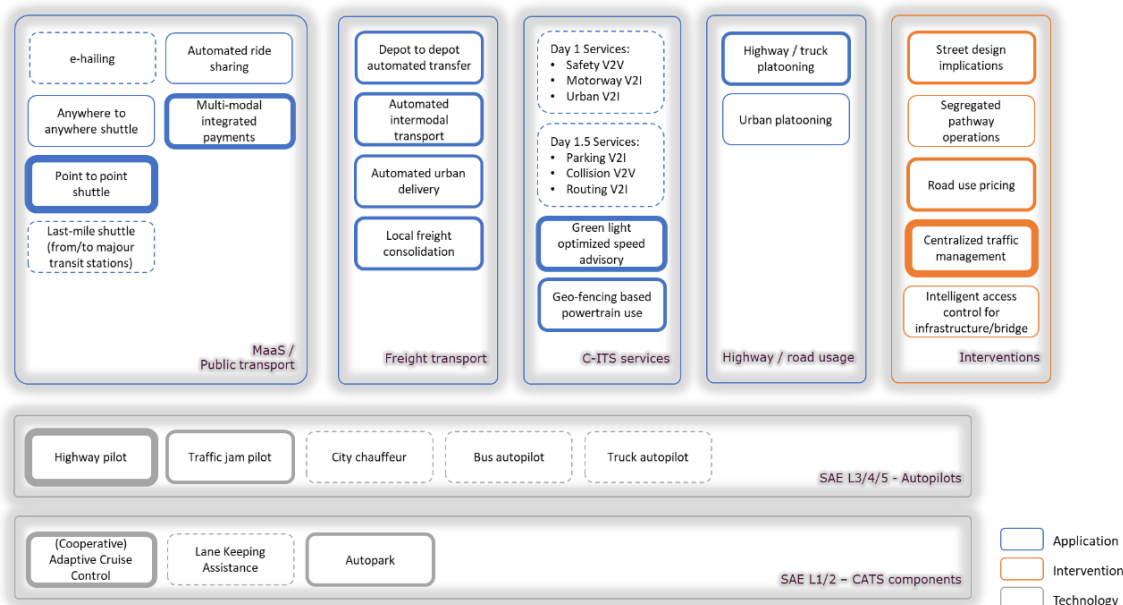 e-hailing
Automated ride
sharing
Anywhere to
anywhere shuttle
Multi-modal
integrated
payments
Point to point
shuttle
Last-mile shuttle
(from/to majour
transit stations)
MaaS /
Public transport
Depot to depot
automated transfer
Automated
intermodal
transport
Automated urban
delivery
Local freight
consolidation
Freight transport
Day 1 Services:
• Safety V2V
• Motorway V2I
• Urban V2I
Day 1.5 Services:
• Parking V2I
• Collision V2V
• Routing V2I
Green light
optimized speed
advisory
Geo-fencing based
powertrain use
C-ITS services
Highway / truck
platooning
Urban platooning
Highway / road usage
Street design
implications
Segregated
pathway
operations
Road use pricing
Centralized traffic
management
Intelligent access
control for
infrastructure/bridge
Interventions
Highway pilot
Traffic jam pilot
City chauffeur
Bus autopilot
Truck autopilot
SAE L3/4/5 - Autopilots
(Cooperative)
Adaptive Cruise
Control
Lane Keeping
Assistance
Autopark
SAE L1/2 – CATS components
Application
Intervention
Technology